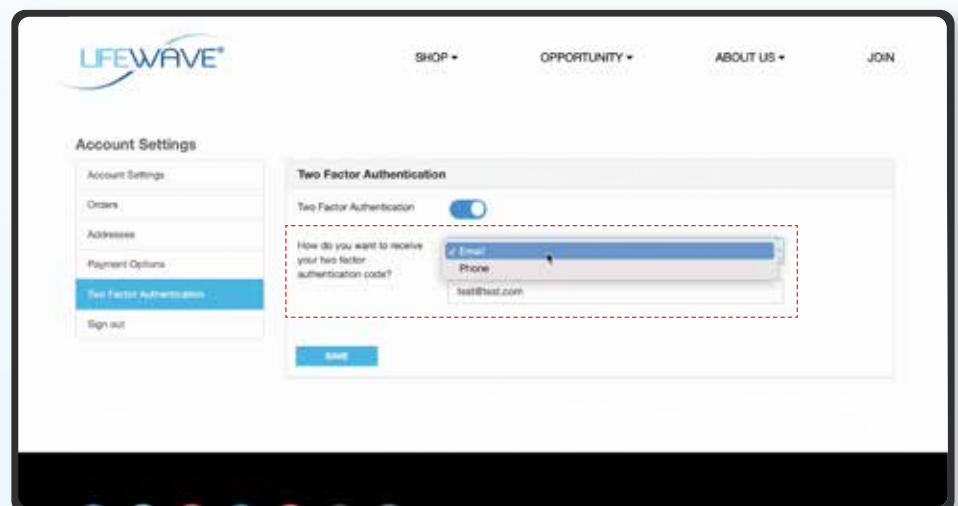 LIFEWAVE®
SHOP
OPPORTUNITY
ABOUT US
JOIN
Account Settings
Account Settings
Orders
Addresses
Payment Options
Two Factor Authentication
Sign out
Two Factor Authentication
Two Factor Authentication
How do you want to receive
your two factor
authentication code?
✓ Email
Phone
test@test.com
SAVE